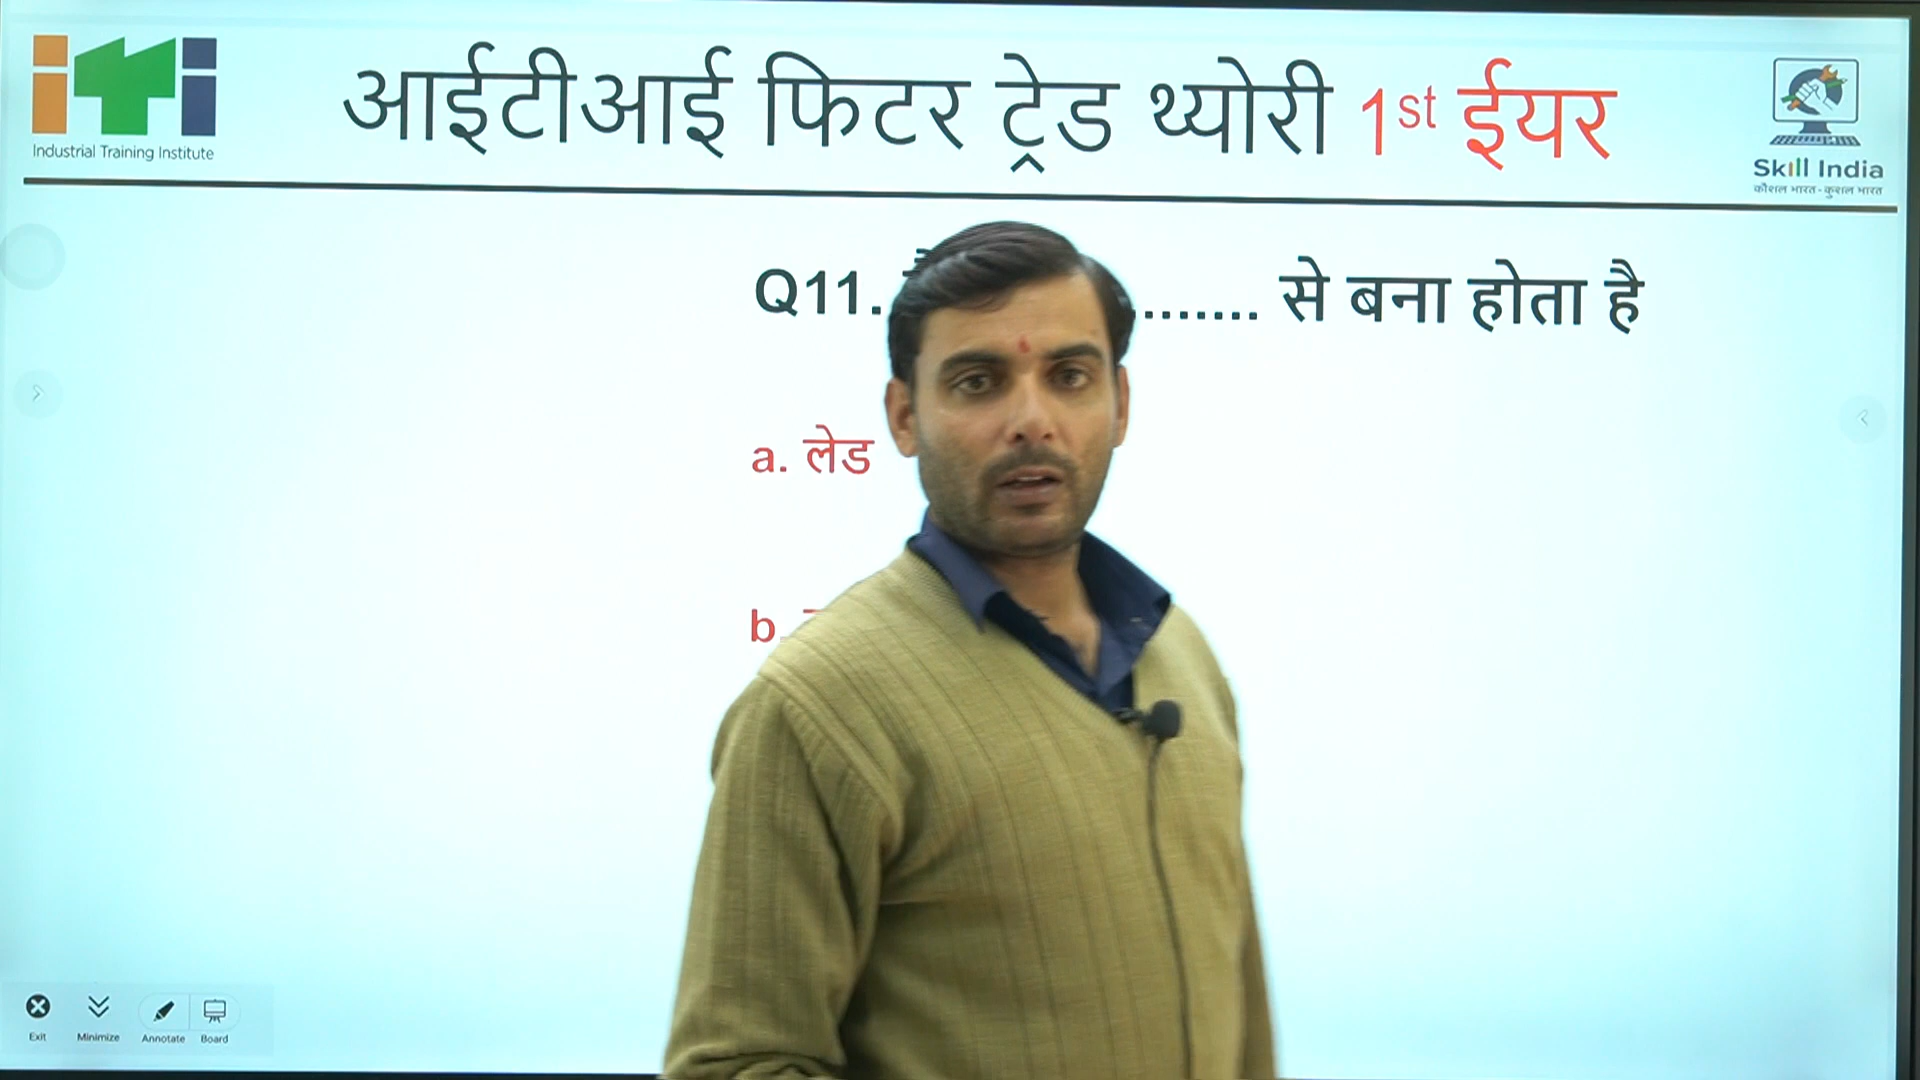 iTi
Industrial Training Institute
आईटीआई फिटर ट्रेड थ्योरी 1st ईयर
Skill India
कौशल भारत - कुशल भारत
Q11. ....... से बना होता है
a. लेड
b.
Exit Minimize Annotate Board